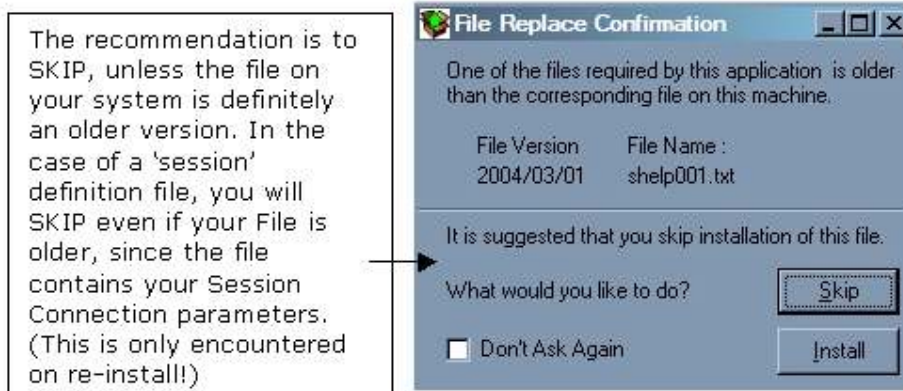 The recommendation is to
SKIP, unless the file on
your system is definitely
an older version. In the
case of a 'session'
definition file, you will
SKIP even if your File is
older, since the file
contains your Session
Connection parameters.
(This is only encountered
on re-install!)
File Replace Confirmation
One of the files required by this application is older
than the corresponding file on this machine.
File Version File Name :
2004/03/01 shelp001.txt
It is suggested that you skip installation of this file.
What would you like to do? Skip
Don't Ask Again Install